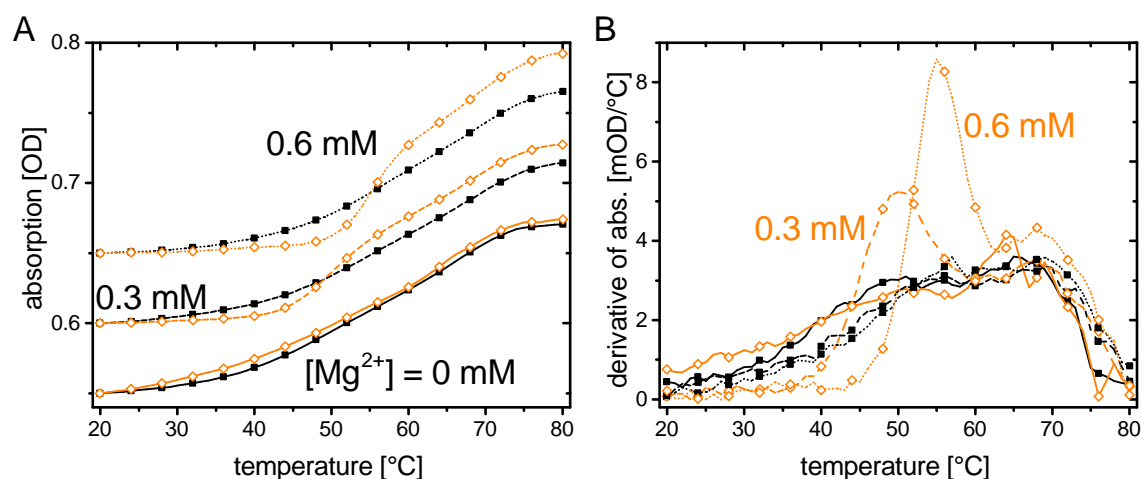 A
0.8
0.7
0.6
absorption [OD]
0.6 mM
0.3 mM
[Mg²⁺] = 0 mM
20 30 40 50 60 70 80
temperature [°C]
B
8
6
4
2
0
derivative of abs. [mOD/°C]
0.6 mM
0.3 mM
20 30 40 50 60 70 80
temperature [°C]